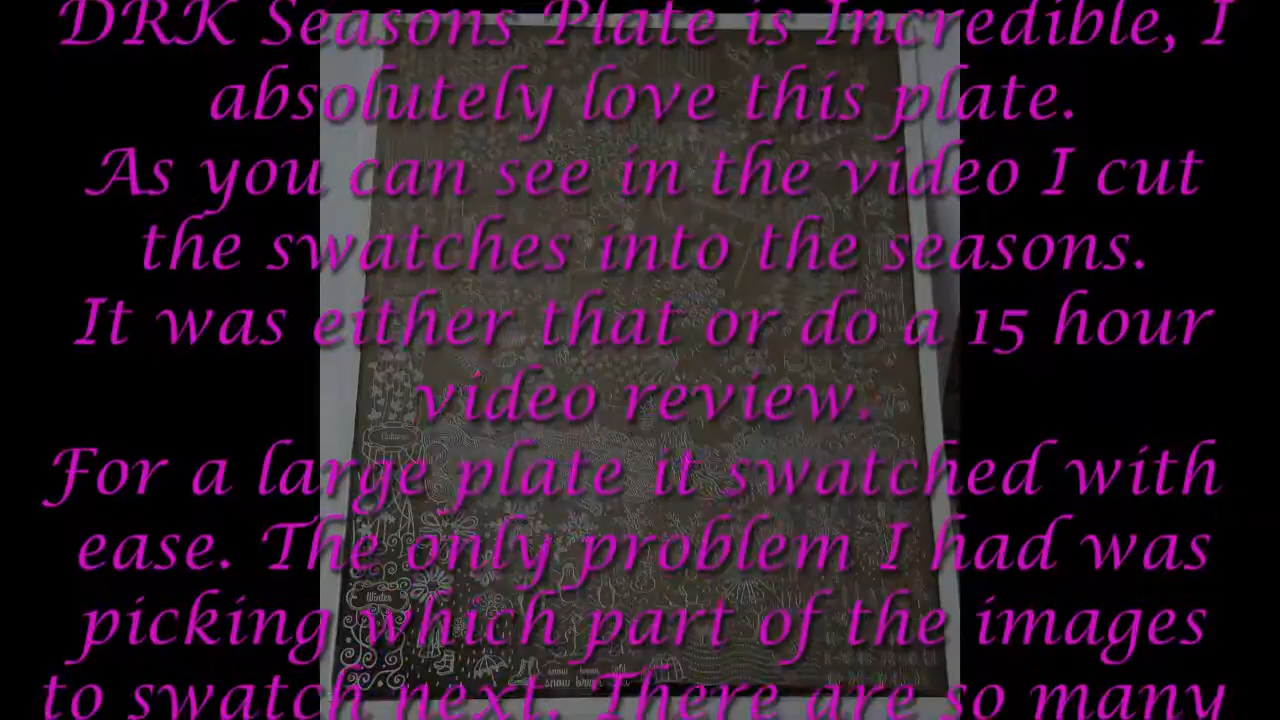 DRK Seasons Plate is Incredible, I
absolutely love this plate.
As you can see in the video I cut
the swatches into the seasons.
It was either that or do a 15 hour
video review.
For a large plate it swatched with
ease. The only problem I had was
picking which part of the images
to swatch next. There are so many
Autumn
Winter